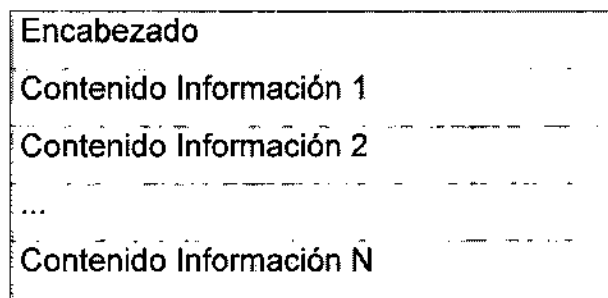 Encabezado
Contenido Información 1
Contenido Información 2
...
Contenido Información N